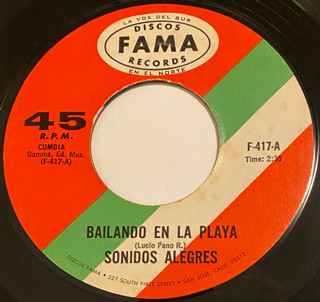 LA VOZ DEL SUR
DISCOS
FAMA
RECORDS
EN EL NORTE
45
R.P.M.
CUMBIA
Gamma, Ed. Mus.
(F-417-A)
F-417-A
Time: 2:35
BAILANDO EN LA PLAYA
(Lucio Pano R.)
SONIDOS ALEGRES
DISCOS FAMA • 227 SOUTH FIRST STREET • SAN JOSE, CALIF. 95113